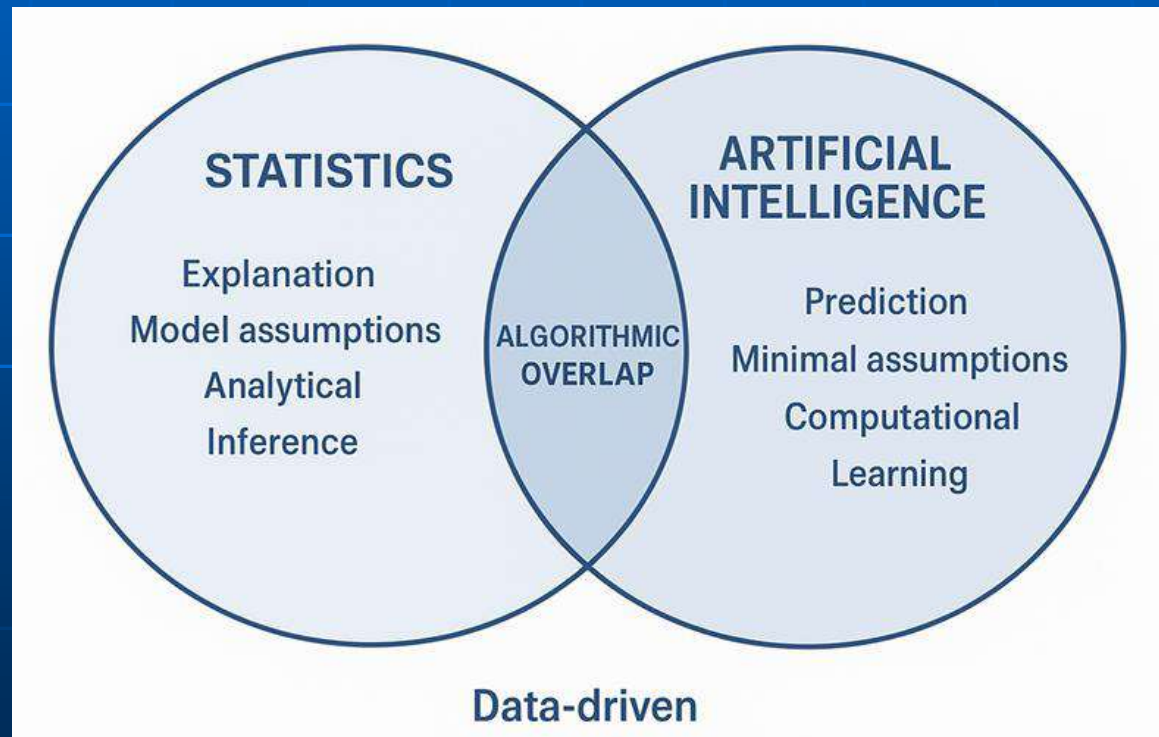 STATISTICS
Explanation
Model assumptions
Analytical
Inference
ALGORITHMIC
OVERLAP
ARTIFICIAL
INTELLIGENCE
Prediction
Minimal assumptions
Computational
Learning
Data-driven